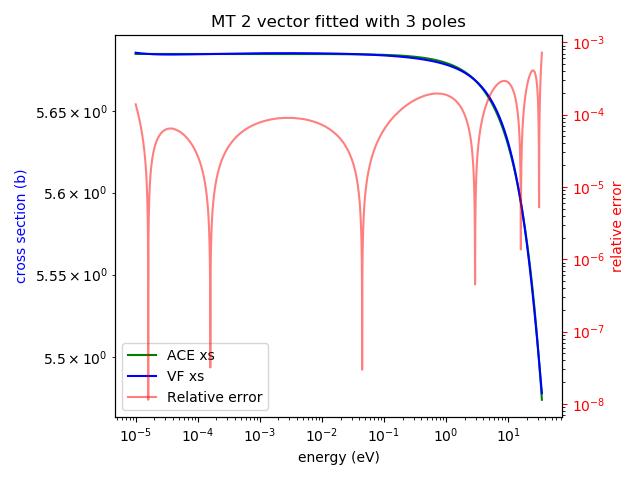 MT 2 vector fitted with 3 poles
cross section (b)
5.65 × 10⁰
5.6 × 10⁰
5.55 × 10⁰
5.5 × 10⁰
10⁻³
10⁻⁴
10⁻⁵
10⁻⁶
10⁻⁷
10⁻⁸
relative error
ACE xs
VF xs
Relative error
10⁻⁵ 10⁻⁴ 10⁻³ 10⁻² 10⁻¹ 10⁰ 10¹
energy (eV)